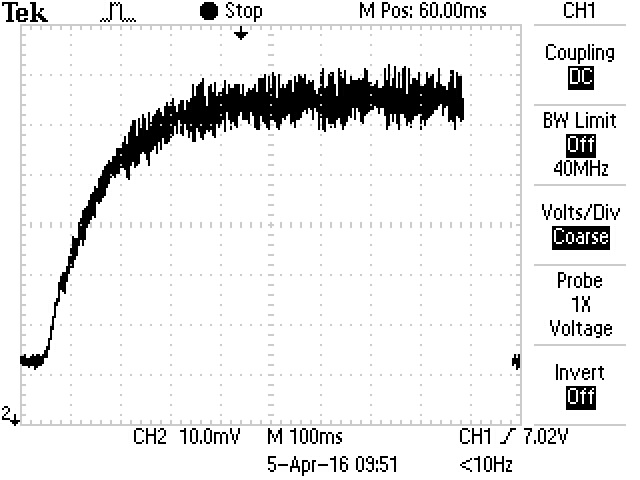 Tek Stop M Pos: 60.00ms CH1
Coupling
DC
BW Limit
Off
40MHz
Volts/Div
Coarse
Probe
1X
Voltage
Invert
Off
2
CH2 10.0mV M 100ms CH1 7.02V
5-Apr-16 09:51 <10Hz